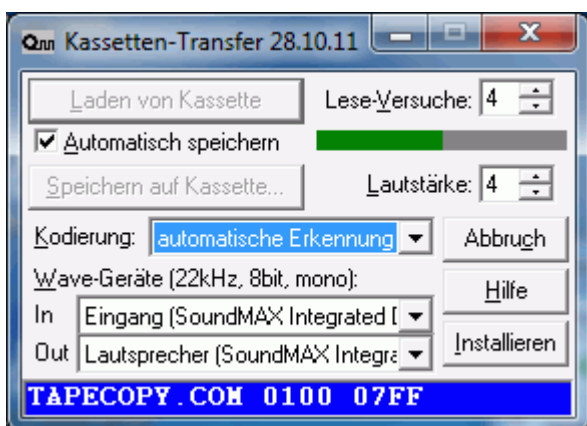 Kassetten-Transfer 28.10.11
Laden von Kassette
Lese-Versuche: 4
Automatisch speichern
Speichern auf Kassette...
Lautstärke: 4
Kodierung: automatische Erkennung
Abbruch
Wave-Geräte (22kHz, 8bit, mono):
Hilfe
In Eingang (SoundMAX Integrated
Out Lautsprecher (SoundMAX Integra
Installieren
TAPECOPY.COM 0100 07FF